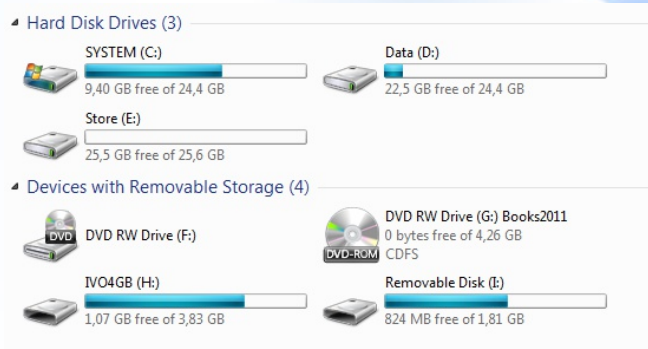 Hard Disk Drives (3)
SYSTEM (C:)
9,40 GB free of 24,4 GB
Data (D:)
22,5 GB free of 24,4 GB
Store (E:)
25,5 GB free of 25,6 GB
Devices with Removable Storage (4)
DVD
DVD RW Drive (F:)
DVD-ROM
DVD RW Drive (G:) Books2011
0 bytes free of 4,26 GB
CDFS
IVO4GB (H:)
1,07 GB free of 3,83 GB
Removable Disk (I:)
824 MB free of 1,81 GB